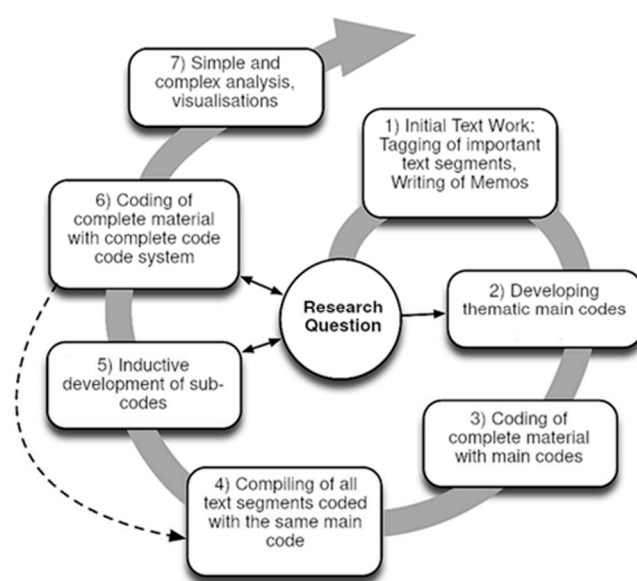 7) Simple and
complex analysis,
visualisations
1) Initial Text Work:
Tagging of important
text segments,
Writing of Memos
6) Coding of
complete material
with complete code
code system
Research
Question
2) Developing
thematic main codes
5) Inductive
development of sub-
codes
3) Coding of
complete material
with main codes
4) Compiling of all
text segments coded
with the same main
code